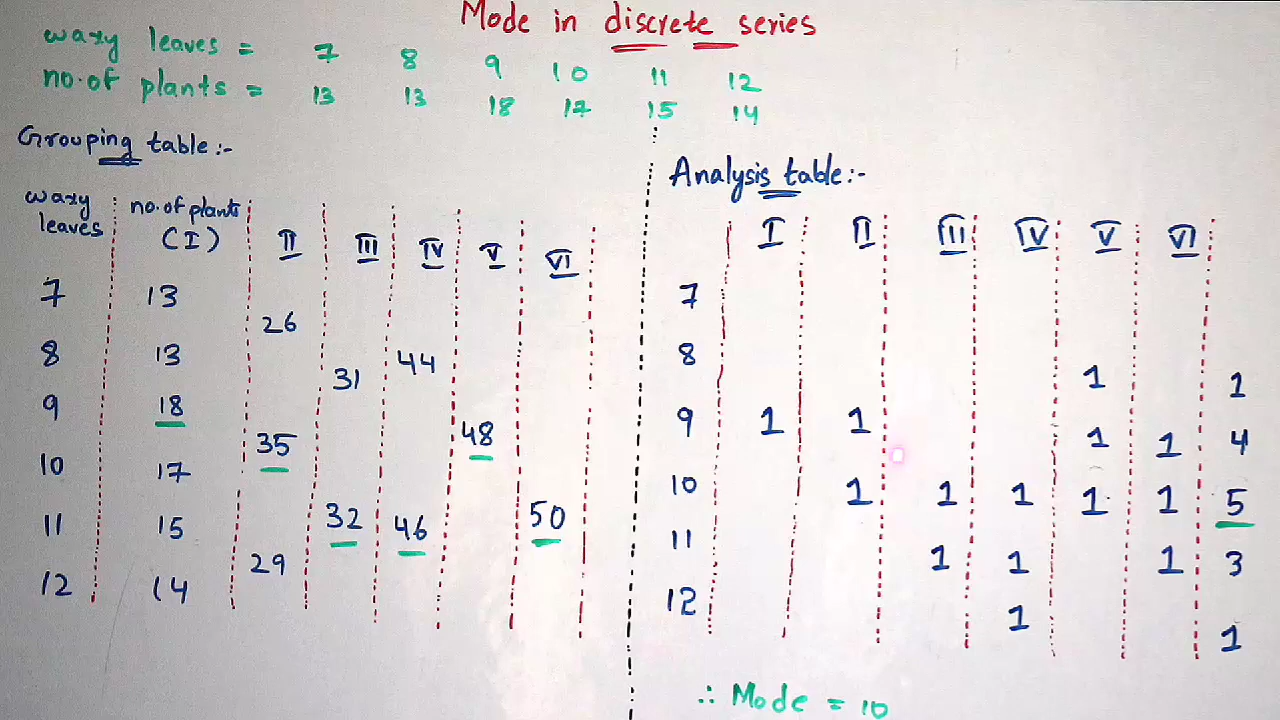 Mode in discrete series
waxy leaves = 7 8 9 10 11 12
no.of plants = 13 13 18 17 15 14
Grouping table:-
waxy leaves no.of plants (I) II III IV V VI
7 13
26
8 13 44
31
9 18
35 48
10 17
11 15 32 46 50
29
12 14
Analysis table:-
I II III IV V VI
7
8 1 1
9 1 1 1 1 4
10 1 1 1 1 1 5
11 1 1 1 3
12 1 1
∴ Mode = 10